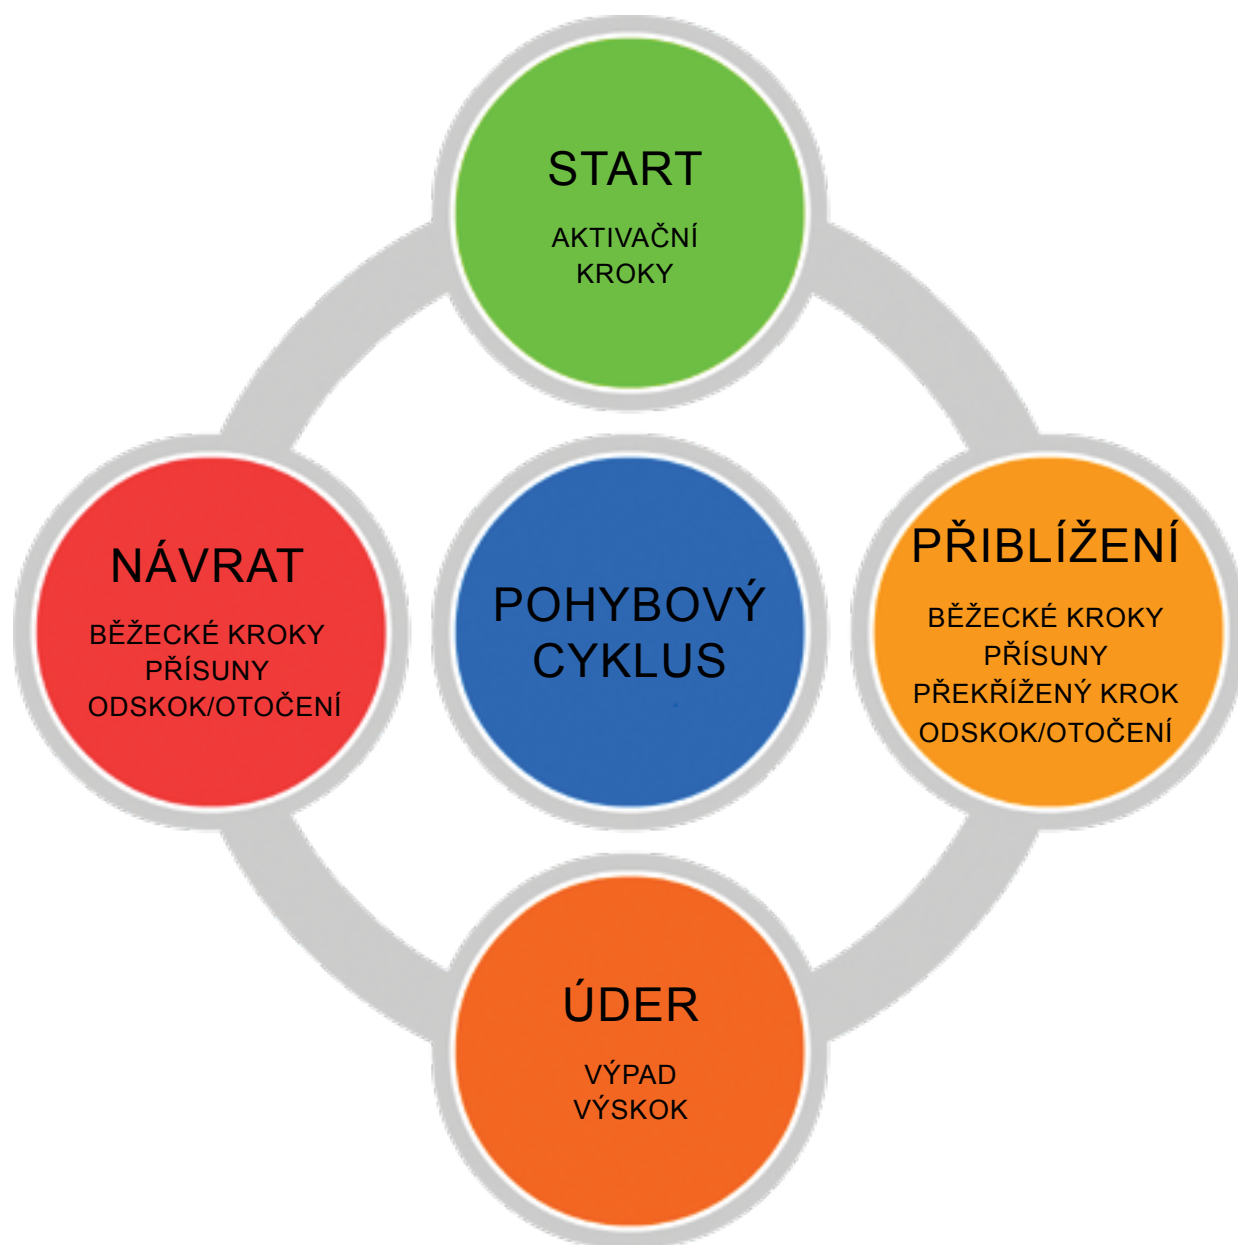 START
AKTIVAČNÍ
KROKY
NÁVRAT
BĚŽECKÉ KROKY
PŘÍSUNY
ODSKOK/OTOČENÍ
POHYBOVÝ
CYKLUS
PŘIBLÍŽENÍ
BĚŽECKÉ KROKY
PŘÍSUNY
PŘEKŘÍŽENÝ KROK
ODSKOK/OTOČENÍ
ÚDER
VÝPAD
VÝSKOK